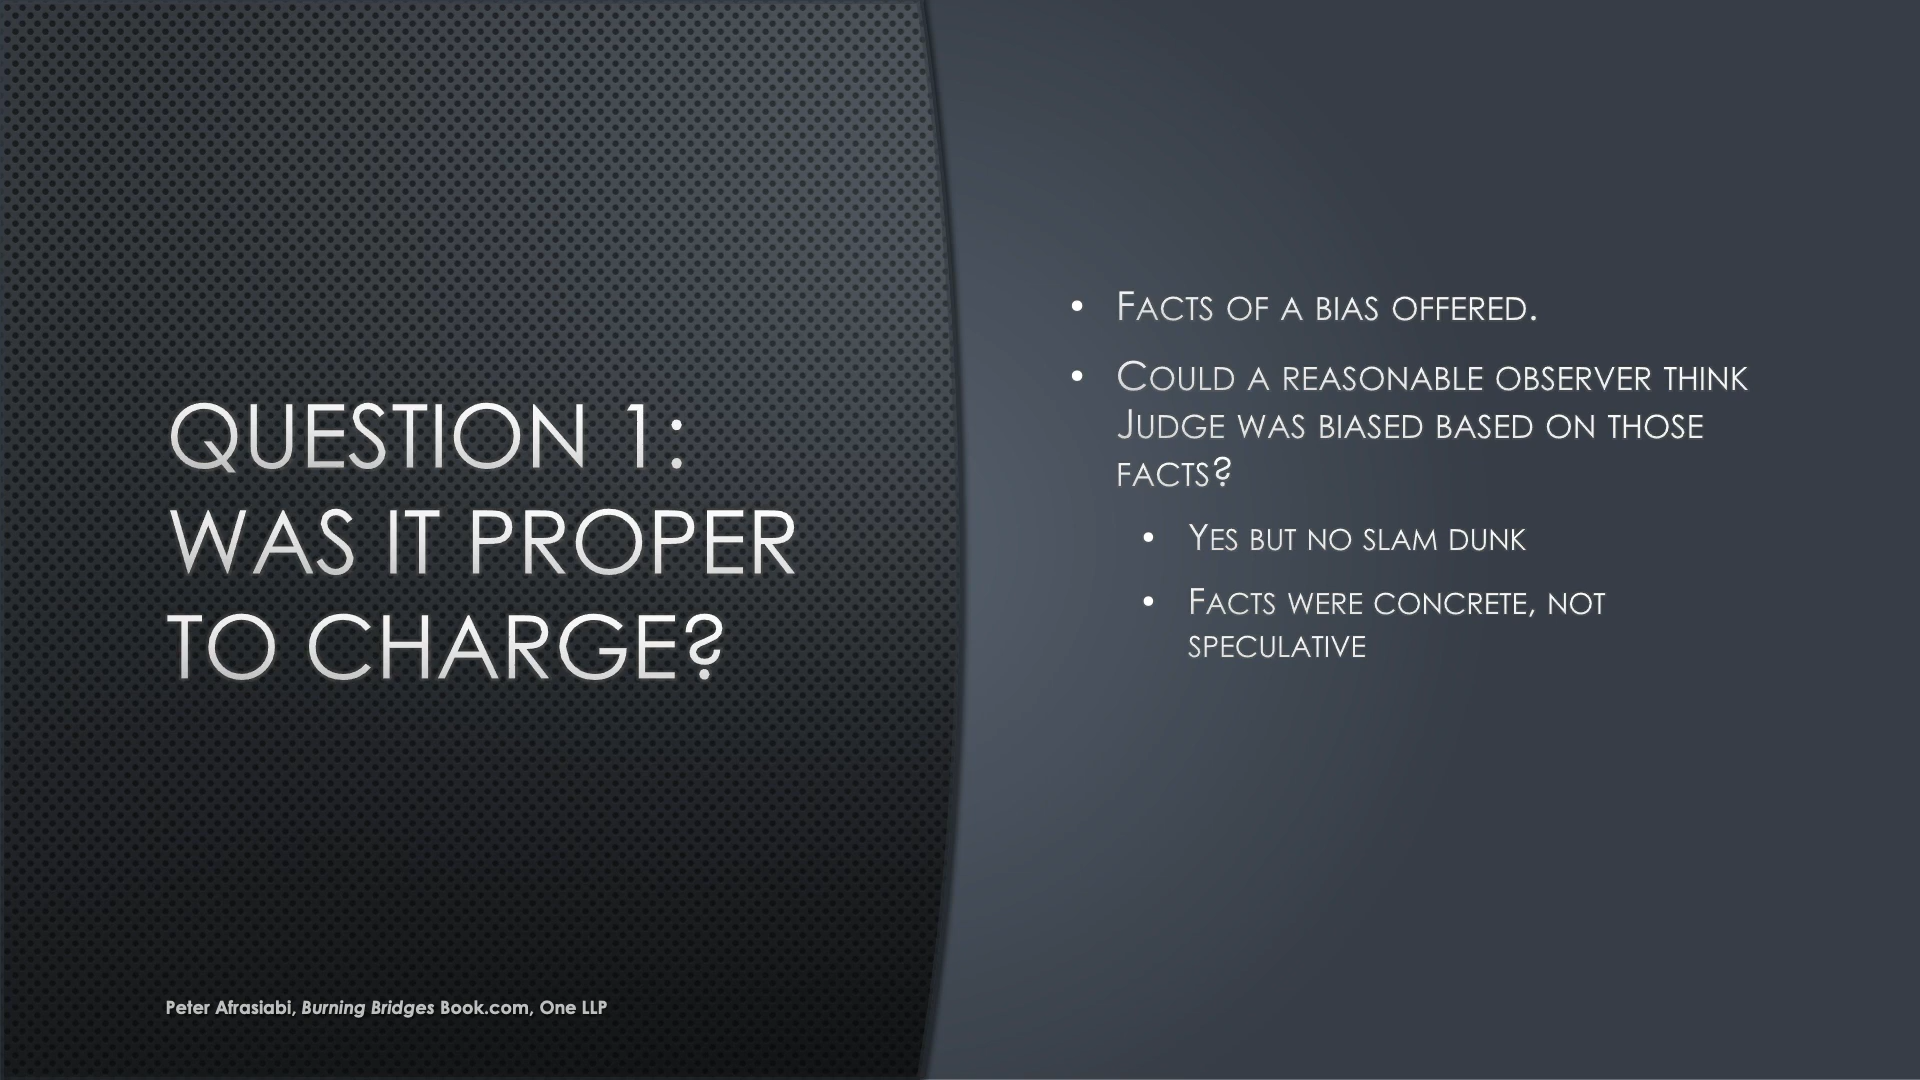 QUESTION 1:
WAS IT PROPER
TO CHARGE?
• Facts of a bias offered.
• Could a reasonable observer think
Judge was biased based on those
facts?
• Yes but no slam dunk
• Facts were concrete, not
speculative
Peter Afrasiabi, Burning Bridges Book.com, One LLP